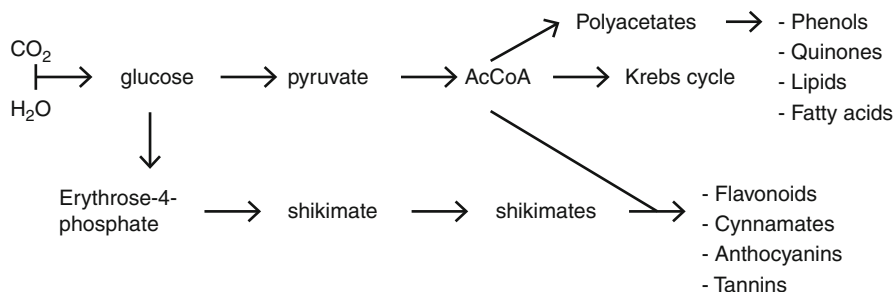 CO2
H2O
glucose
pyruvate
AcCoA
Polyacetates
- Phenols
- Quinones
- Lipids
- Fatty acids
Krebs cycle
Erythrose-4-
phosphate
shikimate
shikimates
- Flavonoids
- Cynnamates
- Anthocyanins
- Tannins